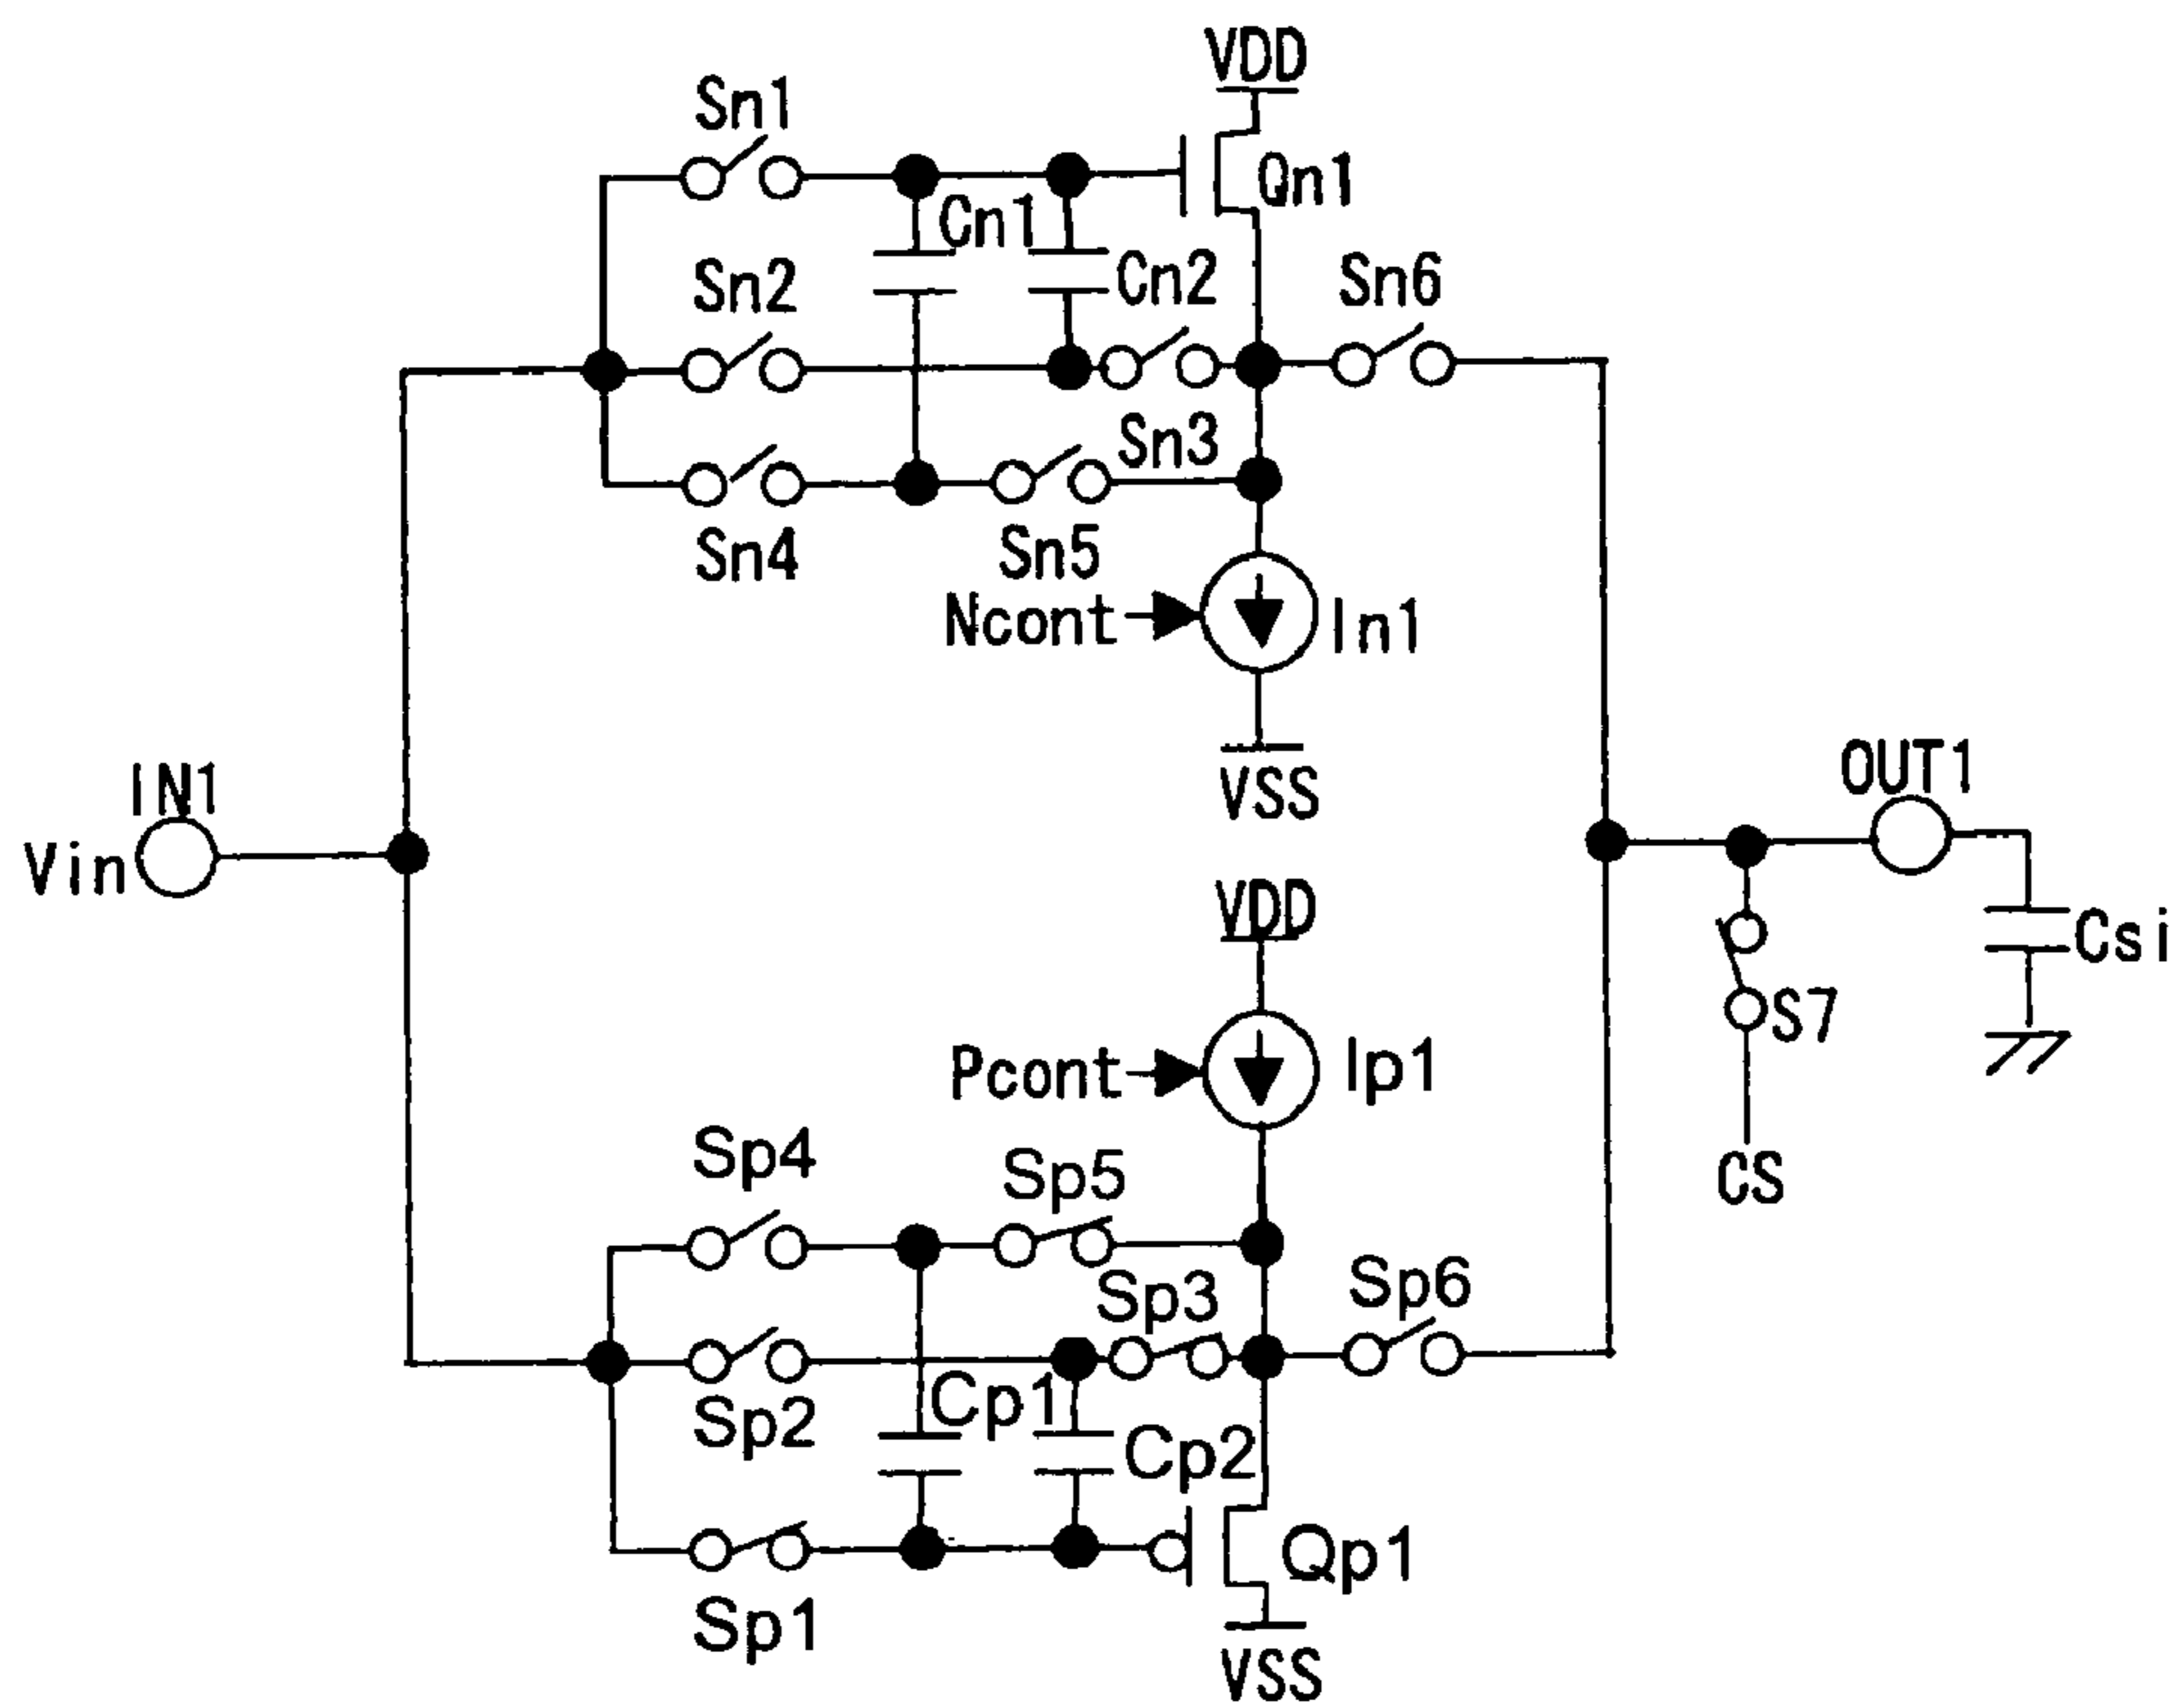 VDD
Sn1
Qn1
Cn1
Cn2
Sn2
Sn6
Sn3
Sn4
Sn5
Ncont
In1
VSS
IN1
Vin
OUT1
VDD
Csi
S7
Pcont
Ip1
CS
Sp4
Sp5
Sp3
Sp6
Sp2
Cp1
Cp2
Qp1
Sp1
VSS